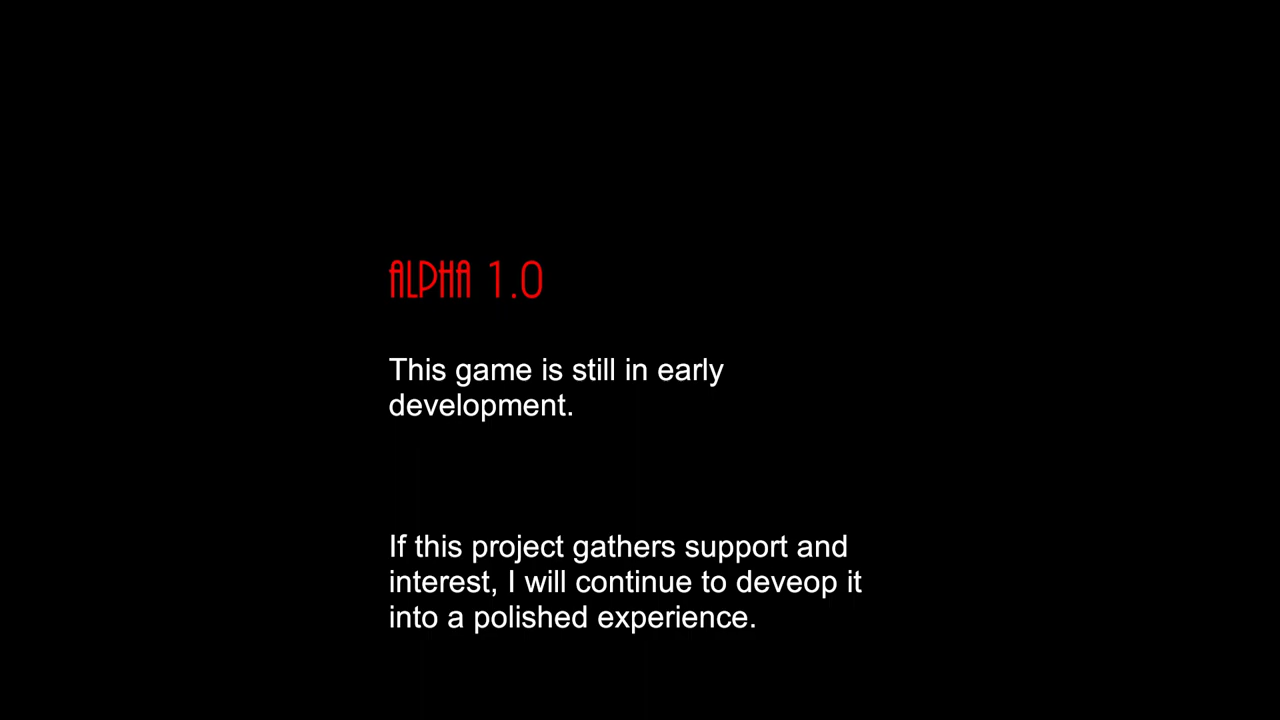 ALPHA 1.0
This game is still in early
development.
If this project gathers support and
interest, I will continue to deveop it
into a polished experience.